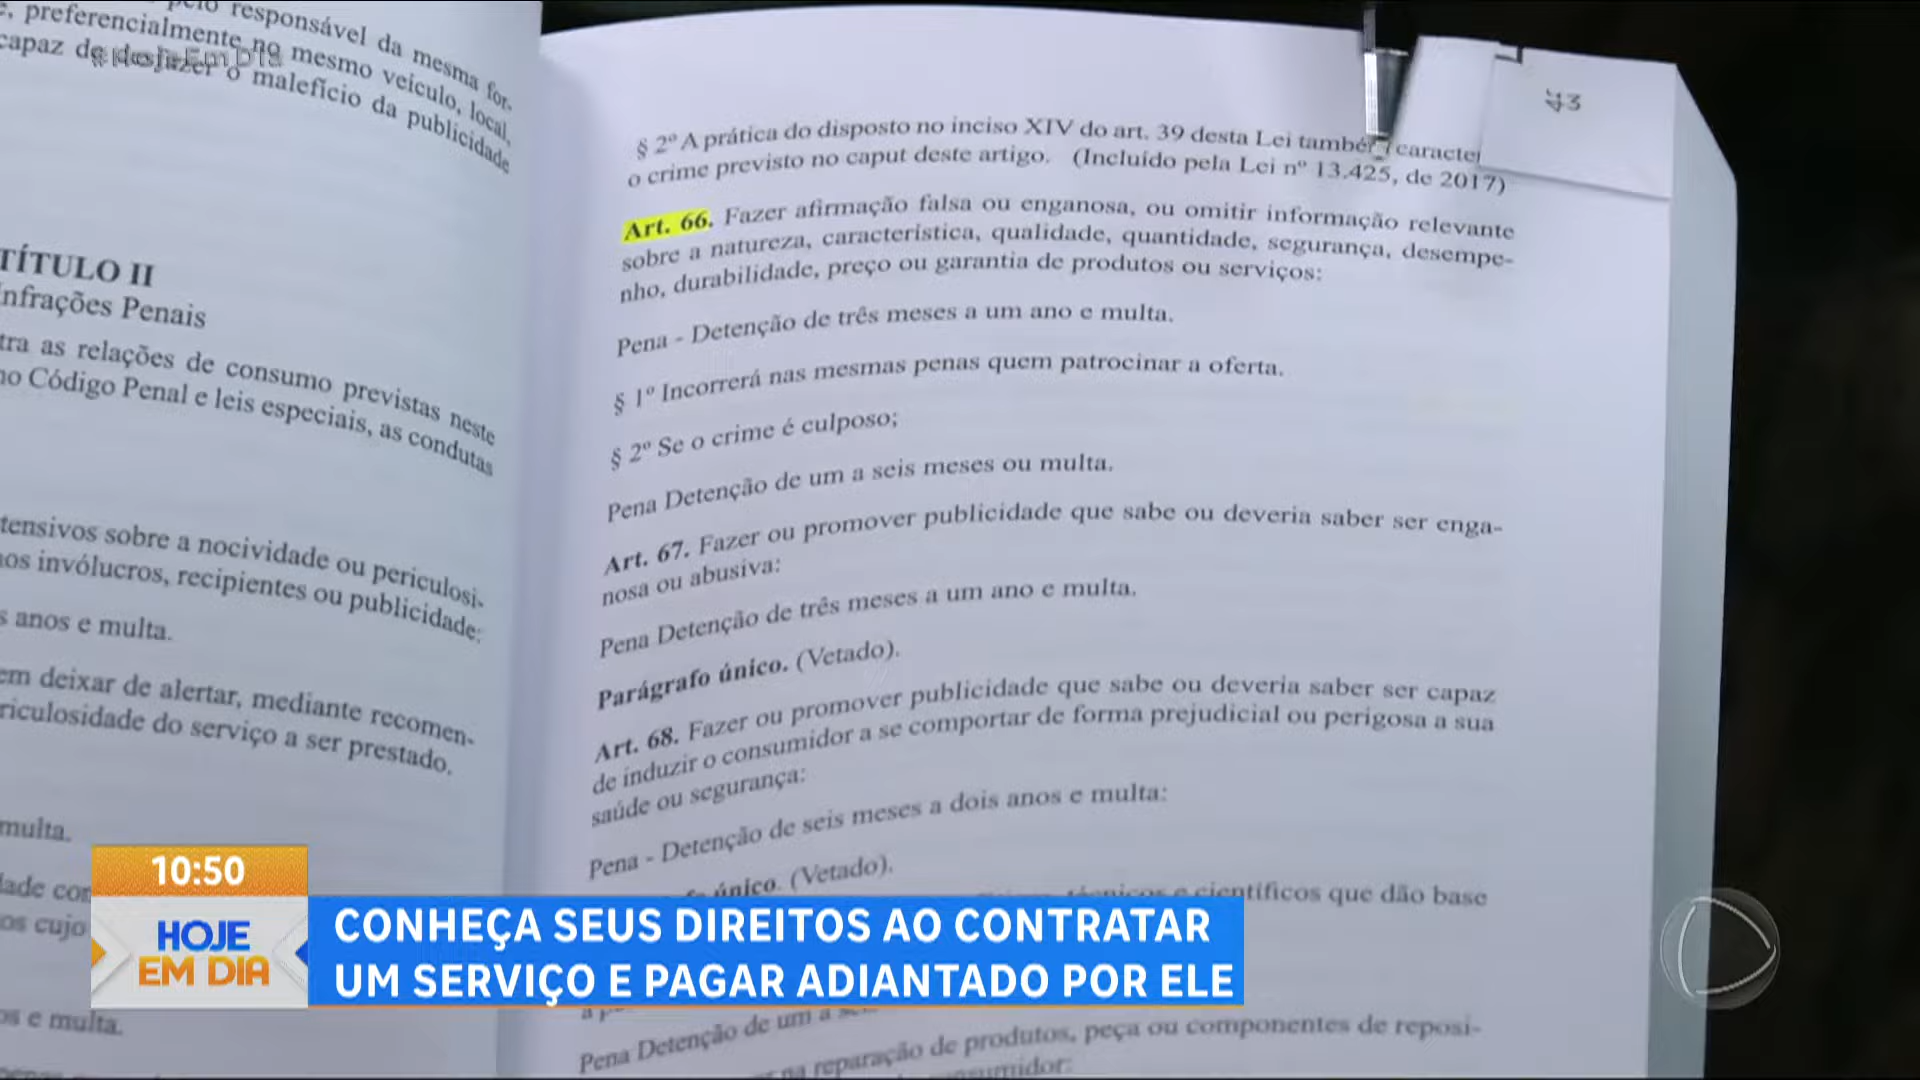 pelo responsável da mesma for-
preferencialmente no mesmo veículo, local,
capaz de desfazer o malefício da publicidade
#HojeEmDia
TÍTULO II
Infrações Penais
tra as relações de consumo previstas neste
no Código Penal e leis especiais, as condutas
tensivos sobre a nocividade ou periculosi-
nos invólucros, recipientes ou publicidade:
s anos e multa.
em deixar de alertar, mediante recomen-
riculosidade do serviço a ser prestado.
multa.
dade con
os cujo
os e multa.
43
§ 2º A prática do disposto no inciso XIV do art. 39 desta Lei também caracte
o crime previsto no caput deste artigo. (Incluído pela Lei nº 13.425, de 2017)
Art. 66. Fazer afirmação falsa ou enganosa, ou omitir informação relevante
sobre a natureza, característica, qualidade, quantidade, segurança, desempe-
nho, durabilidade, preço ou garantia de produtos ou serviços:
Pena - Detenção de três meses a um ano e multa.
§ 1º Incorrerá nas mesmas penas quem patrocinar a oferta.
§ 2º Se o crime é culposo;
Pena Detenção de um a seis meses ou multa.
Art. 67. Fazer ou promover publicidade que sabe ou deveria saber ser enga-
nosa ou abusiva:
Pena Detenção de três meses a um ano e multa.
Parágrafo único. (Vetado).
Art. 68. Fazer ou promover publicidade que sabe ou deveria saber ser capaz
de induzir o consumidor a se comportar de forma prejudicial ou perigosa a sua
saúde ou segurança:
Pena - Detenção de seis meses a dois anos e multa:
único. (Vetado).
técnicos e científicos que dão base
Pena Detenção de um a
na reparação de produtos, peça ou componentes de reposi-
10:50
HOJE
EM DIA
CONHEÇA SEUS DIREITOS AO CONTRATAR
UM SERVIÇO E PAGAR ADIANTADO POR ELE